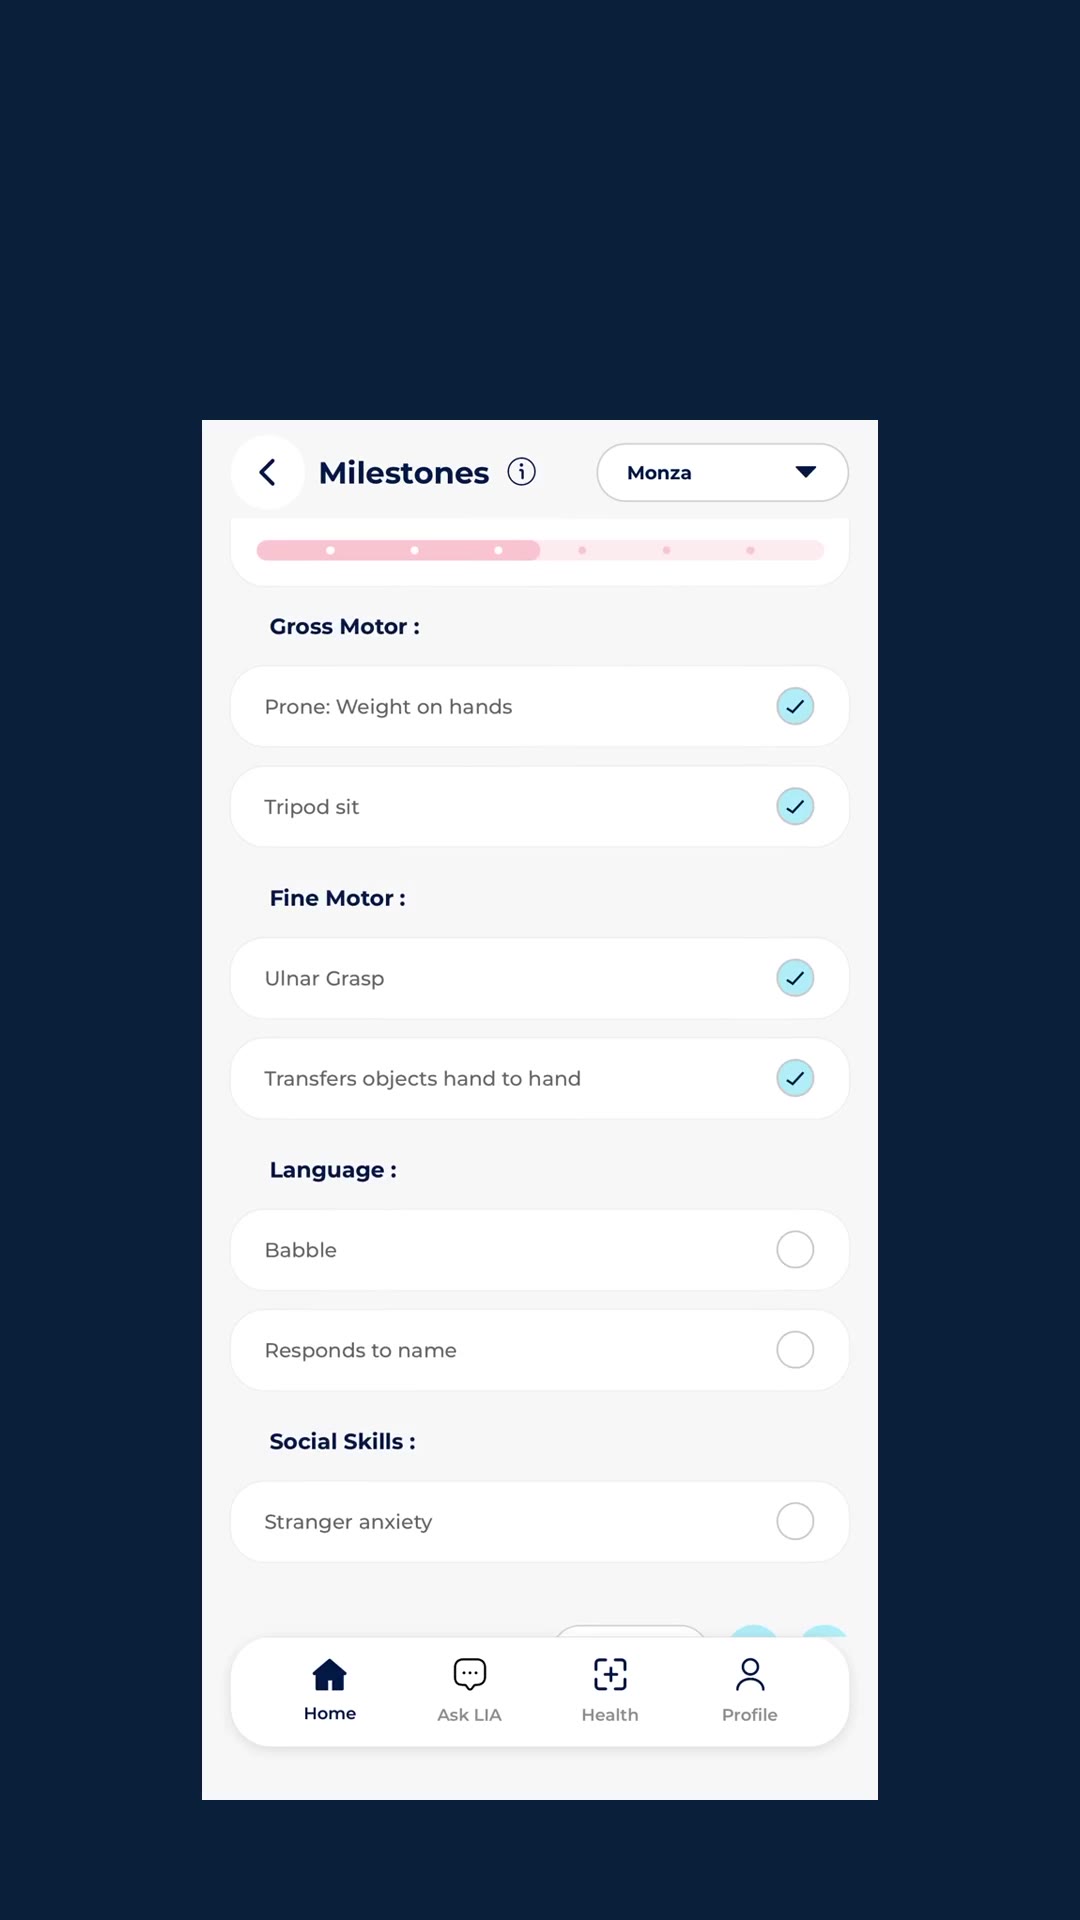 Milestones
Monza
Gross Motor :
Prone: Weight on hands
Tripod sit
Fine Motor :
Ulnar Grasp
Transfers objects hand to hand
Language :
Babble
Responds to name
Social Skills :
Stranger anxiety
Home
Ask LIA
Health
Profile